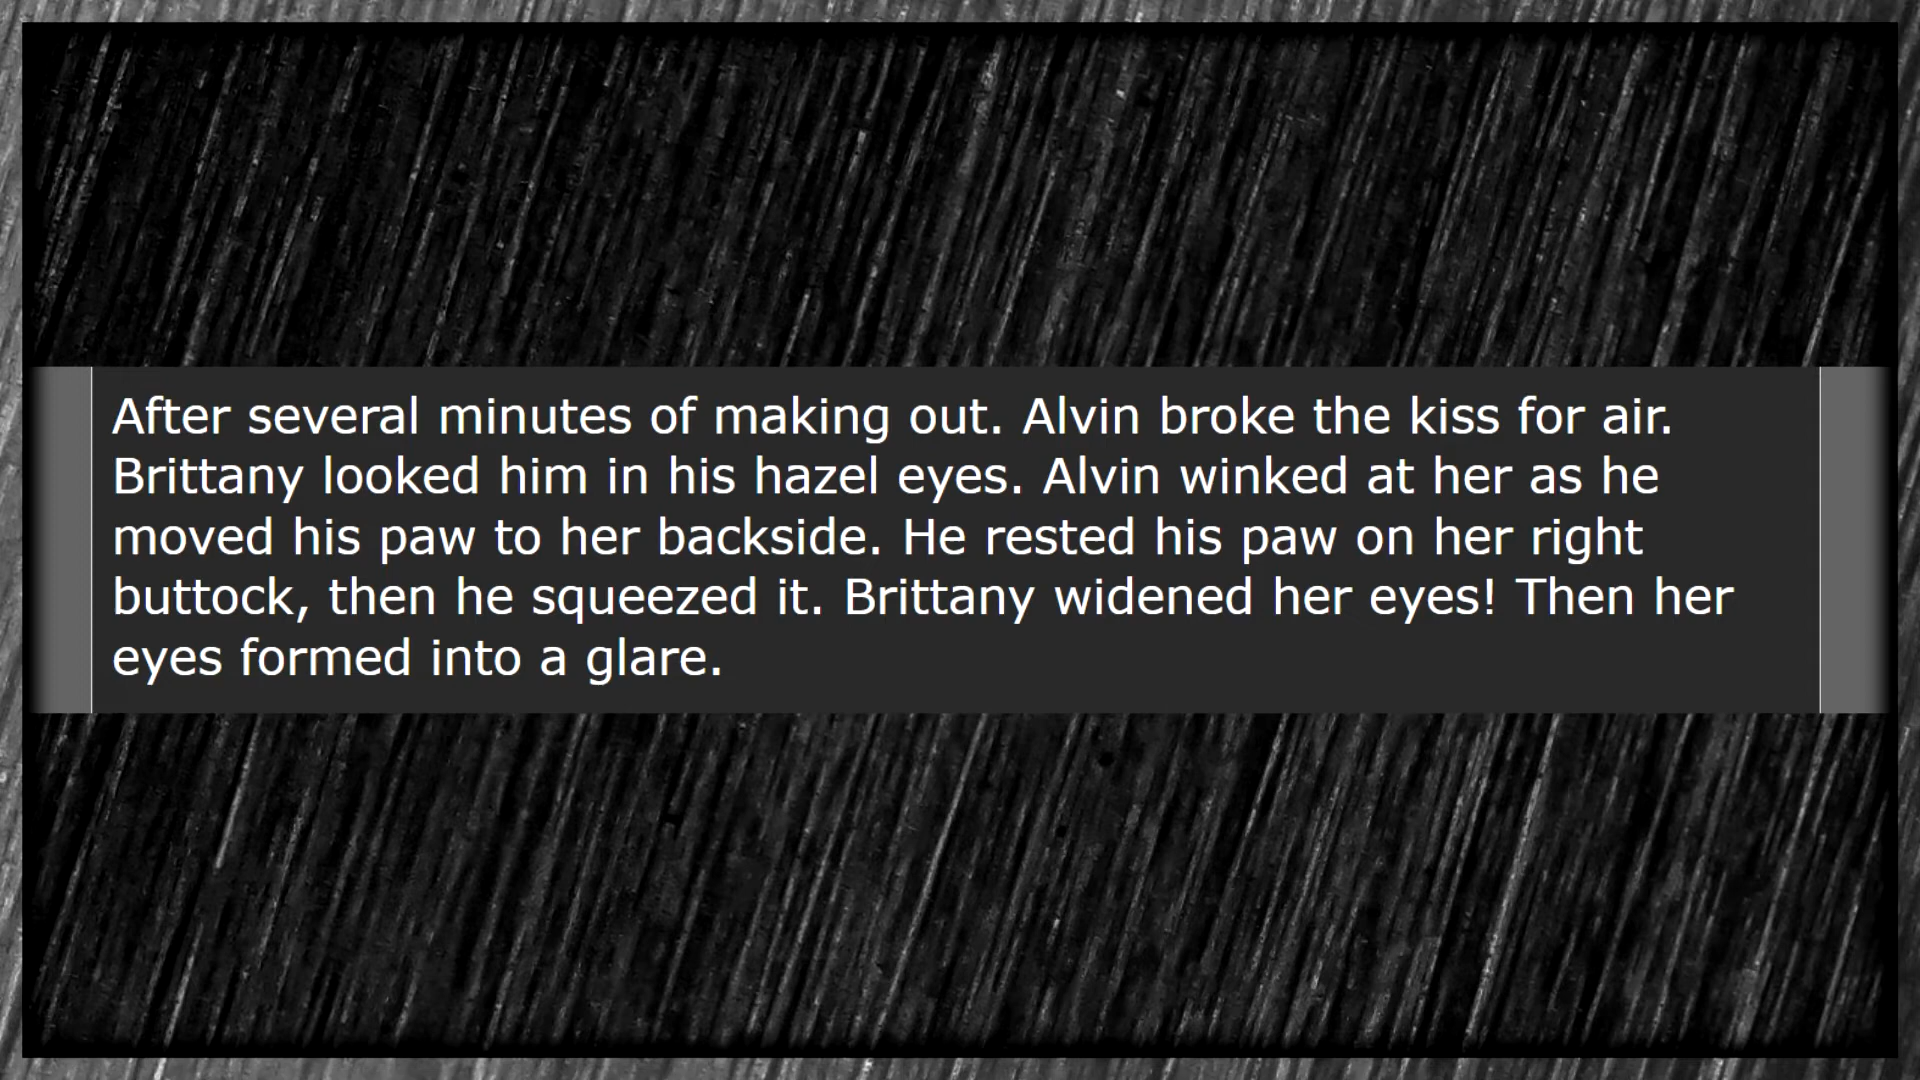 After several minutes of making out. Alvin broke the kiss for air.
Brittany looked him in his hazel eyes. Alvin winked at her as he
moved his paw to her backside. He rested his paw on her right
buttock, then he squeezed it. Brittany widened her eyes! Then her
eyes formed into a glare.